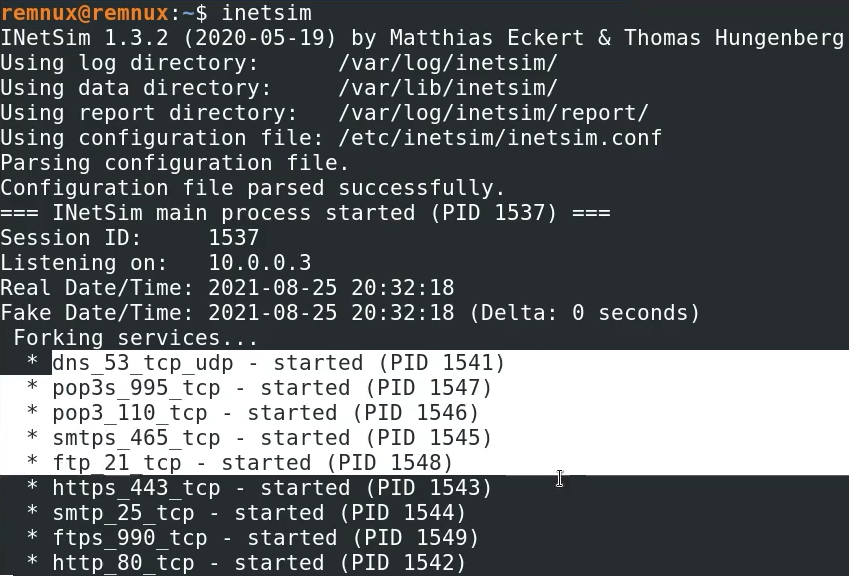 remnux@remnux:~$ inetsim
INetSim 1.3.2 (2020-05-19) by Matthias Eckert & Thomas Hungenberg
Using log directory:      /var/log/inetsim/
Using data directory:     /var/lib/inetsim/
Using report directory:   /var/log/inetsim/report/
Using configuration file: /etc/inetsim/inetsim.conf
Parsing configuration file.
Configuration file parsed successfully.
=== INetSim main process started (PID 1537) ===
Session ID:     1537
Listening on:   10.0.0.3
Real Date/Time: 2021-08-25 20:32:18
Fake Date/Time: 2021-08-25 20:32:18 (Delta: 0 seconds)
 Forking services...
  * dns_53_tcp_udp - started (PID 1541)
  * pop3s_995_tcp - started (PID 1547)
  * pop3_110_tcp - started (PID 1546)
  * smtps_465_tcp - started (PID 1545)
  * ftp_21_tcp - started (PID 1548)
  * https_443_tcp - started (PID 1543)
  * smtp_25_tcp - started (PID 1544)
  * ftps_990_tcp - started (PID 1549)
  * http_80_tcp - started (PID 1542)